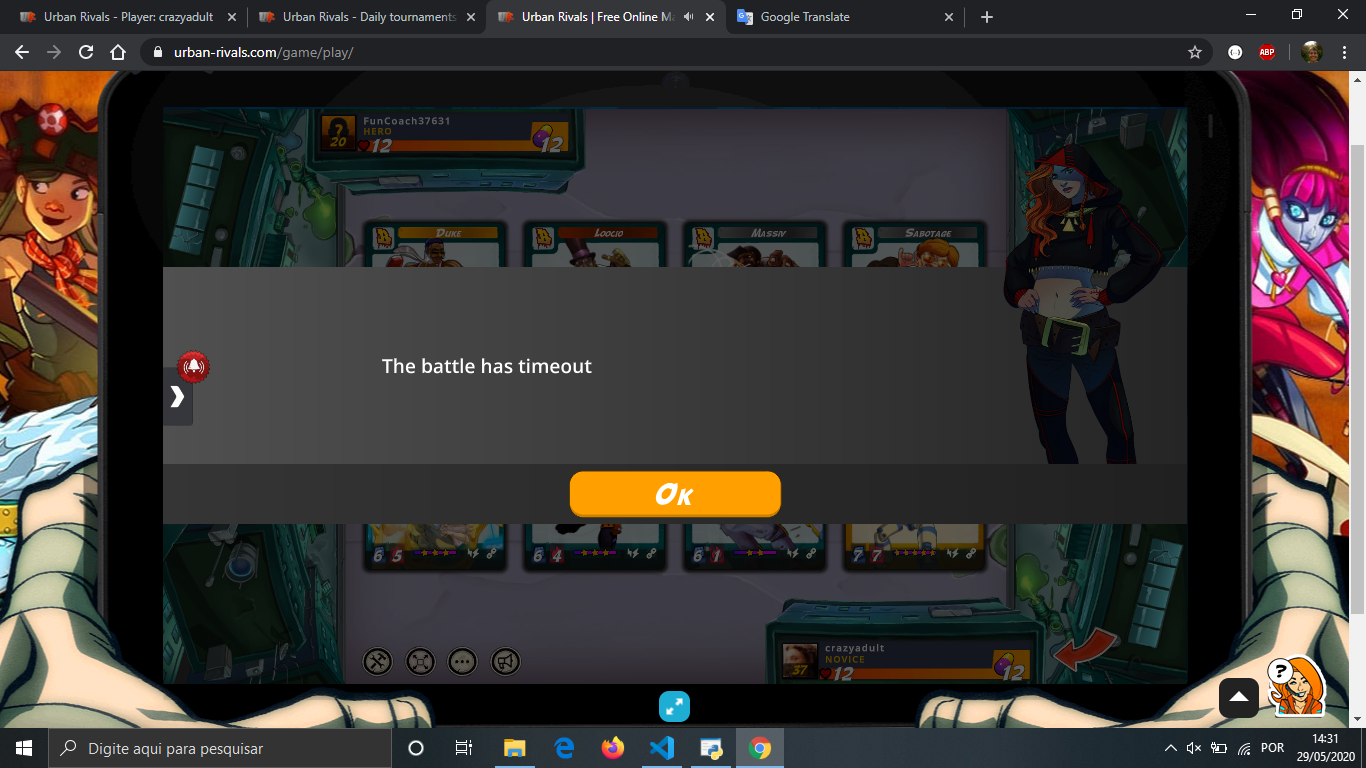 Urban Rivals - Player: crazyadult
Urban Rivals - Daily tournaments
Urban Rivals | Free Online Ma
Google Translate
urban-rivals.com/game/play/
ABP
FunCoach37631
HERO
20
12
12
Duke
Loocio
Massiv
Sabotage
The battle has timeout
Ok
6 5
6 4
6 1
7 7
crazyadult
NOVICE
37
12
12
?
Digite aqui para pesquisar
POR
14:31
29/05/2020